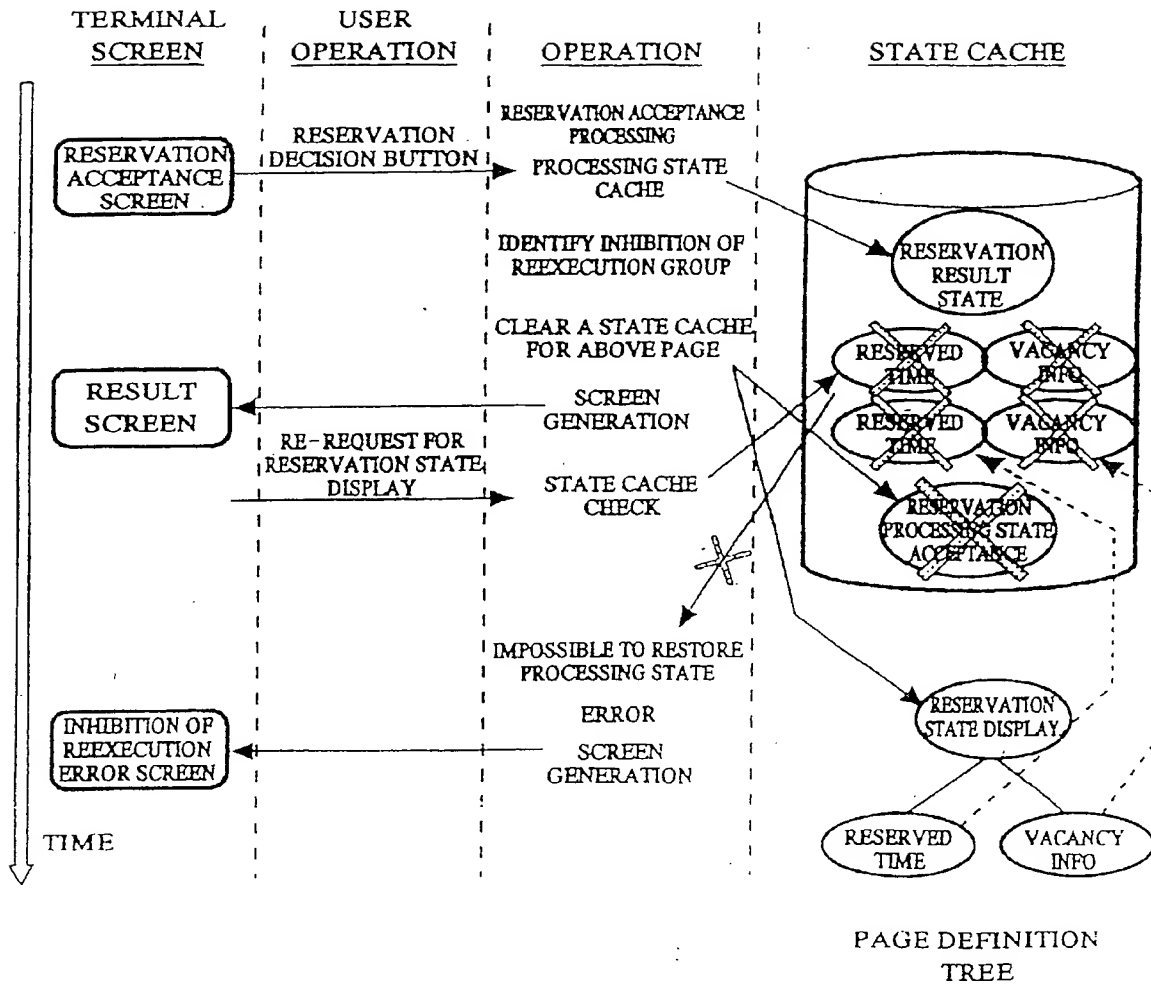 TERMINAL
SCREEN
USER
OPERATION
OPERATION
STATE CACHE
RESERVATION
ACCEPTANCE
SCREEN
RESERVATION
DECISION BUTTON
RESERVATION ACCEPTANCE
PROCESSING
PROCESSING STATE
CACHE
IDENTIFY INHIBITION OF
REEXECUTION GROUP
CLEAR A STATE CACHE
FOR ABOVE PAGE
RESERVATION
RESULT
STATE
RESERVED
TIME
VACANCY
INFO
RESERVED
TIME
VACANCY
INFO
RESERVATION
PROCESSING STATE
ACCEPTANCE
RESULT
SCREEN
SCREEN
GENERATION
RE-REQUEST FOR
RESERVATION STATE
DISPLAY
STATE CACHE
CHECK
IMPOSSIBLE TO RESTORE
PROCESSING STATE
INHIBITION OF
REEXECUTION
ERROR SCREEN
ERROR
SCREEN
GENERATION
RESERVATION
STATE DISPLAY
RESERVED
TIME
VACANCY
INFO
TIME
PAGE DEFINITION
TREE